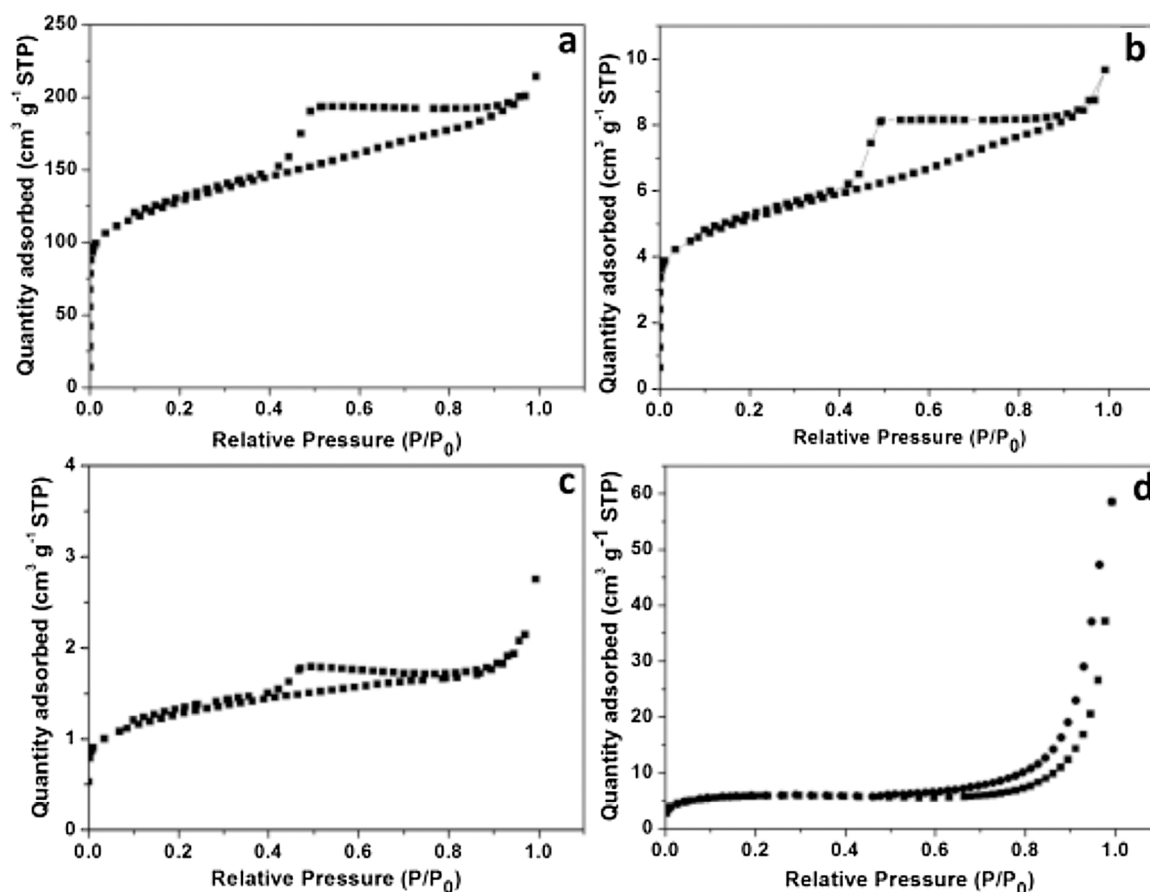 a
Quantity adsorbed (cm³ g⁻¹ STP)
250
200
150
100
50
0
0.0 0.2 0.4 0.6 0.8 1.0
Relative Pressure (P/P₀)
b
Quantity adsorbed (cm³ g⁻¹ STP)
10
8
6
4
2
0
0.0 0.2 0.4 0.6 0.8 1.0
Relative Pressure (P/P₀)
c
Quantity adsorbed (cm³ g⁻¹ STP)
4
3
2
1
0
0.0 0.2 0.4 0.6 0.8 1.0
Relative Pressure (P/P₀)
d
Quantity adsorbed (cm³ g⁻¹ STP)
60
50
40
30
20
10
0
0.0 0.2 0.4 0.6 0.8 1.0
Relative Pressure (P/P₀)